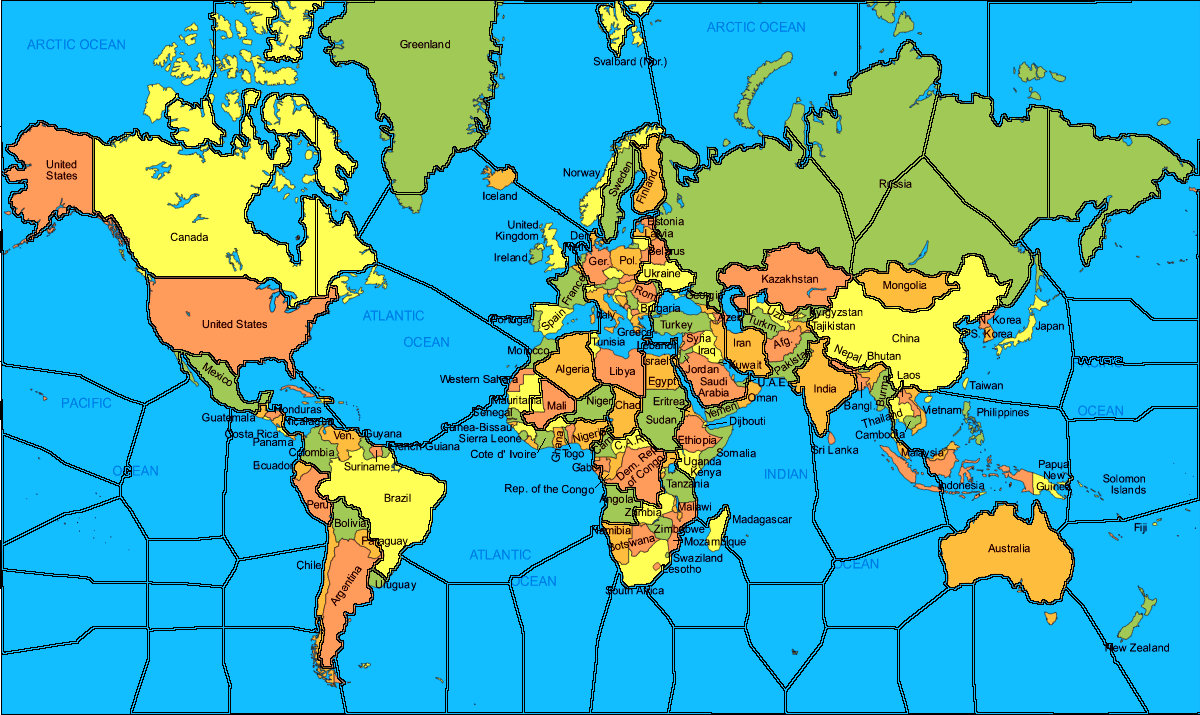 ARCTIC OCEAN
Greenland
ARCTIC OCEAN
Svalbard (Nor.)
United
States
Canada
Iceland
Norway
Sweden
Finland
Russia
Estonia
Latvia
United
Kingdom
Ireland
Belarus
Ger.
Pol.
Ukraine
France
Kazakhstan
Mongolia
Rom.
Georgia
Bulgaria
Italy
Spain
Portugal
Greece
Turkey
Azer.
Uzb.
Turkm.
Kyrgyzstan
Tajikistan
China
N. Korea
S. Korea
Japan
United States
ATLANTIC
OCEAN
Morocco
Tunisia
Lebanon
Syria
Iraq
Iran
Afg.
Pakistan
Nepal
Bhutan
Israel
Jordan
Kuwait
Algeria
Libya
Egypt
Saudi
Arabia
U.A.E.
Oman
India
Bangl.
Burma
Laos
Taiwan
Mexico
Western Sahara
Mauritania
Mali
Niger
Chad
Sudan
Eritrea
Yemen
Djibouti
Thailand
Vietnam
Cambodia
Philippines
PACIFIC
OCEAN
PACIFIC
OCEAN
Guatemala
Honduras
Nicaragua
Costa Rica
Panama
Ven.
Guyana
French Guiana
Suriname
Colombia
Ecuador
Senegal
Guinea-Bissau
Sierra Leone
Cote d' Ivoire
Ghana
Togo
Nigeria
Cam.
C.A.R.
Ethiopia
Somalia
Uganda
Kenya
Gabon
Dem. Rep.
of Congo
Rep. of the Congo
Tanzania
INDIAN
OCEAN
Sri Lanka
Malaysia
Indonesia
Papua
New
Guinea
Solomon
Islands
Peru
Brazil
Bolivia
Paraguay
Chile
Argentina
Uruguay
ATLANTIC
OCEAN
Angola
Zambia
Malawi
Namibia
Botswana
Zimbabwe
Mozambique
Madagascar
Swaziland
Lesotho
South Africa
Fiji
Australia
New Zealand